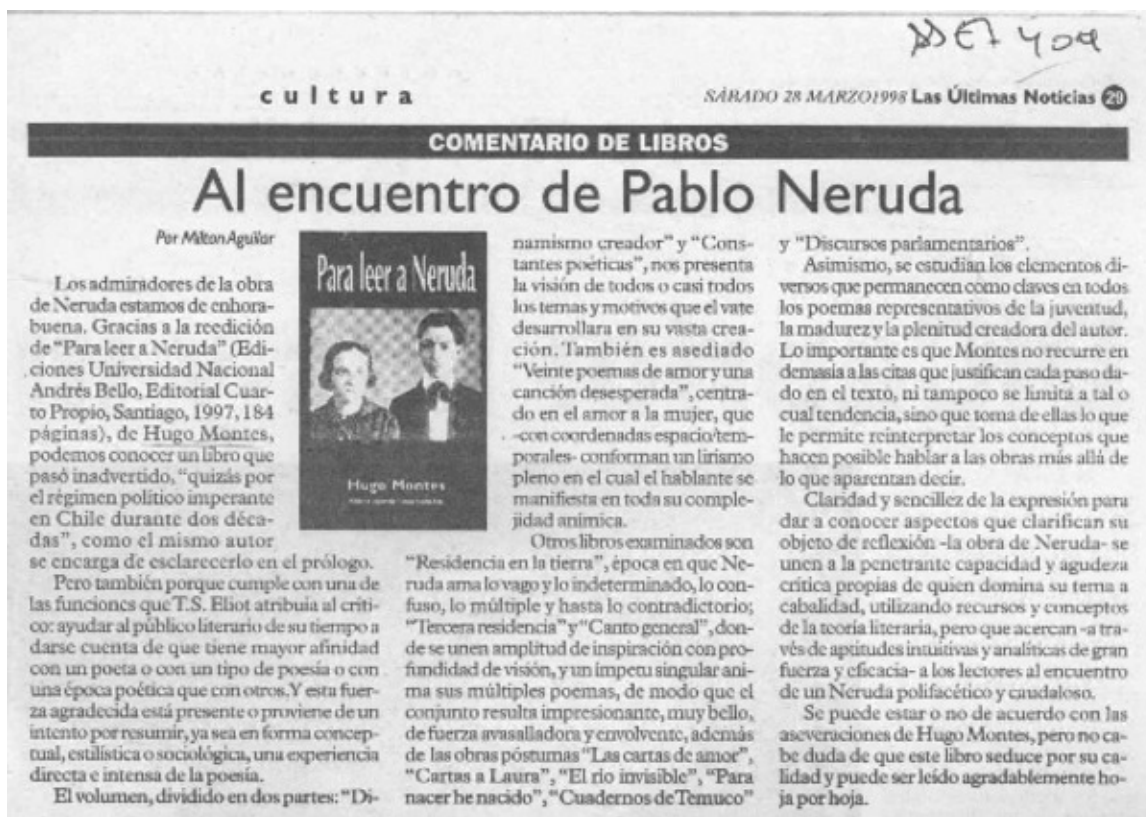 cultura
SÁBADO 28 MARZO 1998 Las Últimas Noticias 29
COMENTARIO DE LIBROS
Al encuentro de Pablo Neruda
Por Milton Aguilar
Los admiradores de la obra
de Neruda estamos de enhora-
buena. Gracias a la reedición
de "Para leer a Neruda" (Edi-
ciones Universidad Nacional
Andrés Bello, Editorial Cuar-
to Propio, Santiago, 1997, 184
páginas), de Hugo Montes,
podemos conocer un libro que
pasó inadvertido, "quizás por
el régimen político imperante
en Chile durante dos déca-
das", como el mismo autor
se encarga de esclarecerlo en el prólogo.
Pero también porque cumple con una de
las funciones que T.S. Eliot atribuía al críti-
co: ayudar al público literario de su tiempo a
darse cuenta de que tiene mayor afinidad
con un poeta o con un tipo de poesía o con
una época poética que con otros. Y esta fuer-
za agradecida está presente o proviene de un
intento por resumir, ya sea en forma concep-
tual, estilística o sociológica, una experiencia
directa e intensa de la poesía.
El volumen, dividido en dos partes: "Di-
Para leer a Neruda
Hugo Montes
namismo creador" y "Cons-
tantes poéticas", nos presenta
la visión de todos o casi todos
los temas y motivos que el vate
desarrollara en su vasta crea-
ción. También es asediado
"Veinte poemas de amor y una
canción desesperada", centra-
do en el amor a la mujer, que
-con coordenadas espacio/tem-
porales- conforman un lirismo
pleno en el cual el hablante se
manifiesta en toda su comple-
jidad anímica.
Otros libros examinados son
"Residencia en la tierra", época en que Ne-
ruda ama lo vago y lo indeterminado, lo con-
fuso, lo múltiple y hasta lo contradictorio;
"Tercera residencia" y "Canto general", don-
de se unen amplitud de inspiración con pro-
fundidad de visión, y un ímpetu singular ani-
ma sus múltiples poemas, de modo que el
conjunto resulta impresionante, muy bello,
de fuerza avasalladora y envolvente, además
de las obras póstumas "Las cartas de amor",
"Cartas a Laura", "El río invisible", "Para
nacer he nacido", "Cuadernos de Temuco"
y "Discursos parlamentarios".
Asimismo, se estudian los elementos di-
versos que permanecen como claves en todos
los poemas representativos de la juventud,
la madurez y la plenitud creadora del autor.
Lo importante es que Montes no recurre en
demasía a las citas que justifican cada paso da-
do en el texto, ni tampoco se limita a tal o
cual tendencia, sino que toma de ellas lo que
le permite reinterpretar los conceptos que
hacen posible hablar a las obras más allá de
lo que aparentan decir.
Claridad y sencillez de la expresión para
dar a conocer aspectos que clarifican su
objeto de reflexión -la obra de Neruda- se
unen a la penetrante capacidad y agudeza
crítica propias de quien domina su tema a
cabalidad, utilizando recursos y conceptos
de la teoría literaria, pero que acercan -a tra-
vés de aptitudes intuitivas y analíticas de gran
fuerza y eficacia- a los lectores al encuentro
de un Neruda polifacético y caudaloso.
Se puede estar o no de acuerdo con las
aseveraciones de Hugo Montes, pero no ca-
be duda de que este libro seduce por su ca-
lidad y puede ser leído agradablemente ho-
ja por hoja.